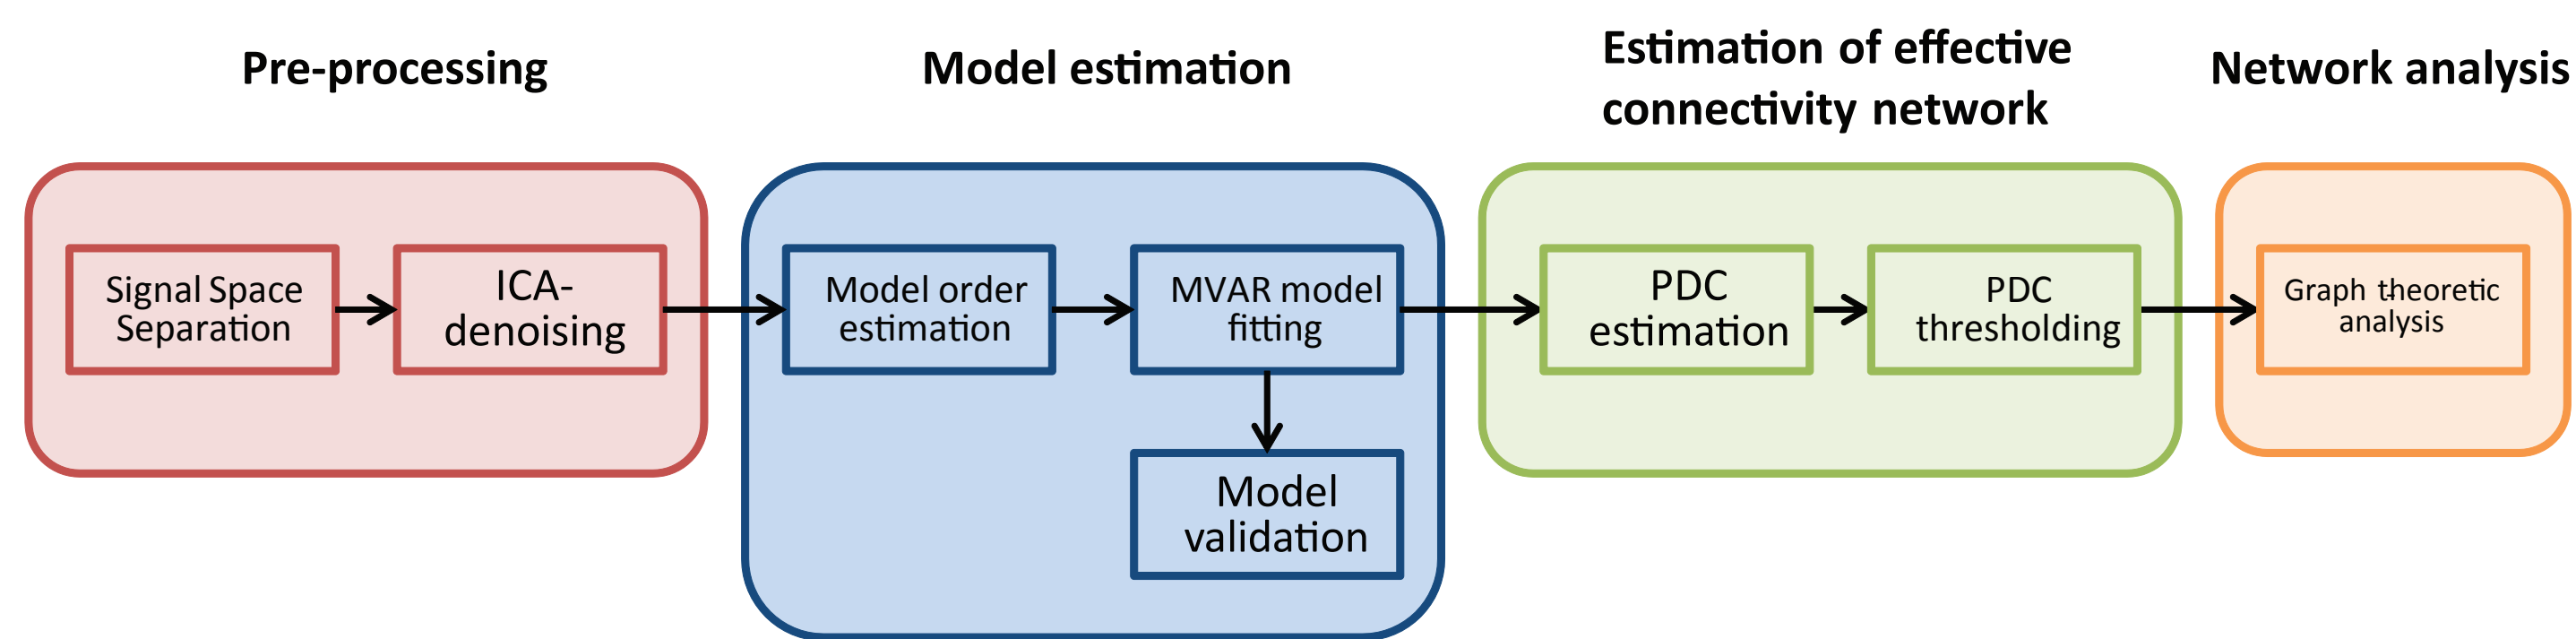 Pre-processing
Model estimation
Estimation of effective
connectivity network
Network analysis
Signal Space
Separation
ICA-
denoising
Model order
estimation
MVAR model
fitting
Model
validation
PDC
estimation
PDC
thresholding
Graph theoretic
analysis